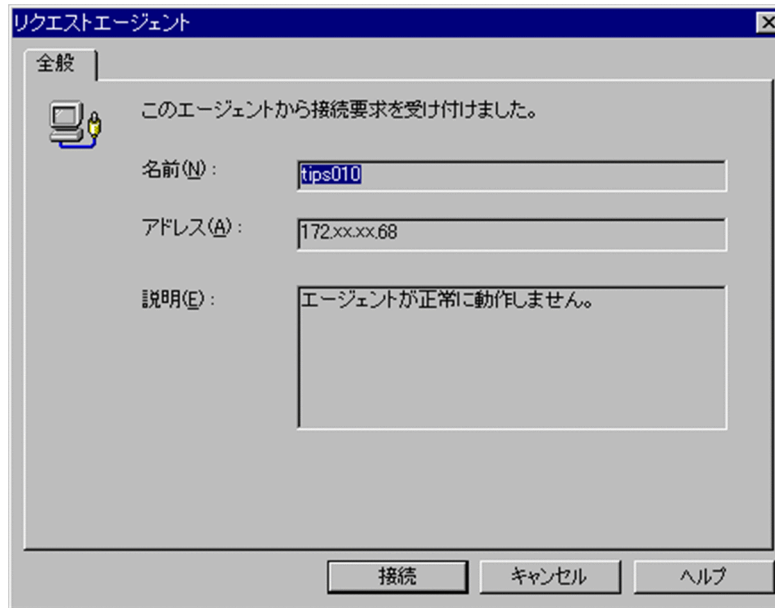 リクエストエージェント
全般
このエージェントから接続要求を受け付けました。
名前(N):
tips010
アドレス(A):
172.xx.xx.68
説明(E):
エージェントが正常に動作しません。
接続
キャンセル
ヘルプ